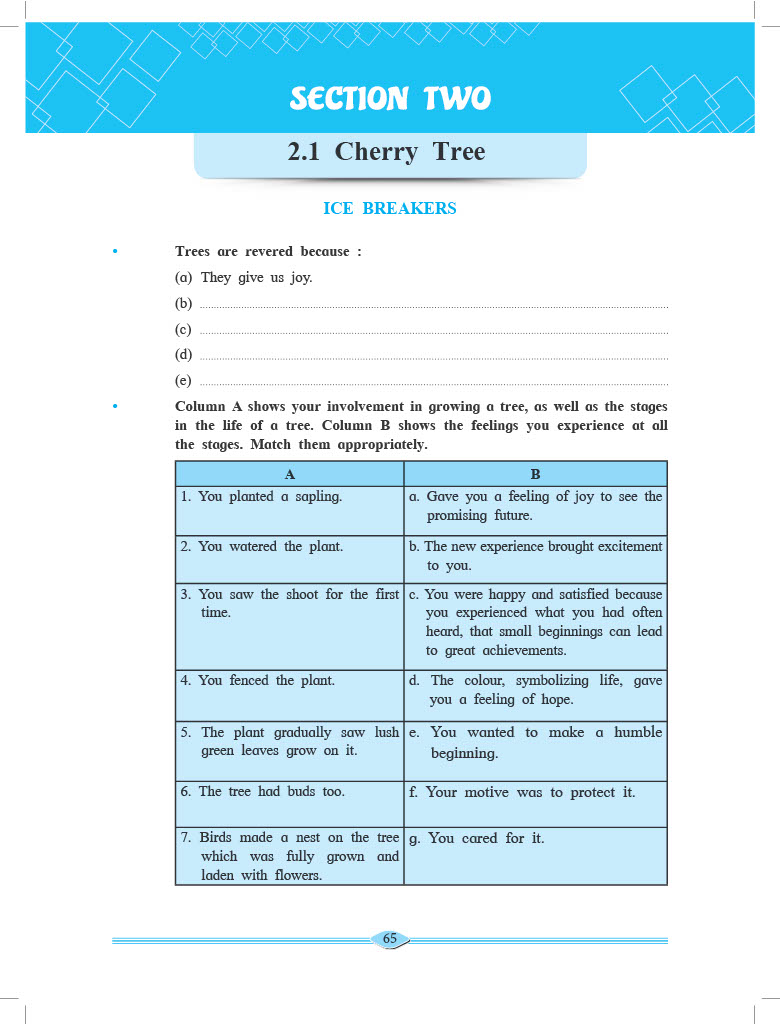 SECTION TWO
2.1 Cherry Tree
ICE BREAKERS
• Trees are revered because :
(a) They give us joy.
(b)
(c)
(d)
(e)
• Column A shows your involvement in growing a tree, as well as the stages
in the life of a tree. Column B shows the feelings you experience at all
the stages. Match them appropriately.
A
B
1. You planted a sapling.
a. Gave you a feeling of joy to see the
promising future.
2. You watered the plant.
b. The new experience brought excitement
to you.
3. You saw the shoot for the first
time.
c. You were happy and satisfied because
you experienced what you had often
heard, that small beginnings can lead
to great achievements.
4. You fenced the plant.
d. The colour, symbolizing life, gave
you a feeling of hope.
5. The plant gradually saw lush
green leaves grow on it.
e. You wanted to make a humble
beginning.
6. The tree had buds too.
f. Your motive was to protect it.
7. Birds made a nest on the tree
which was fully grown and
laden with flowers.
g. You cared for it.
65